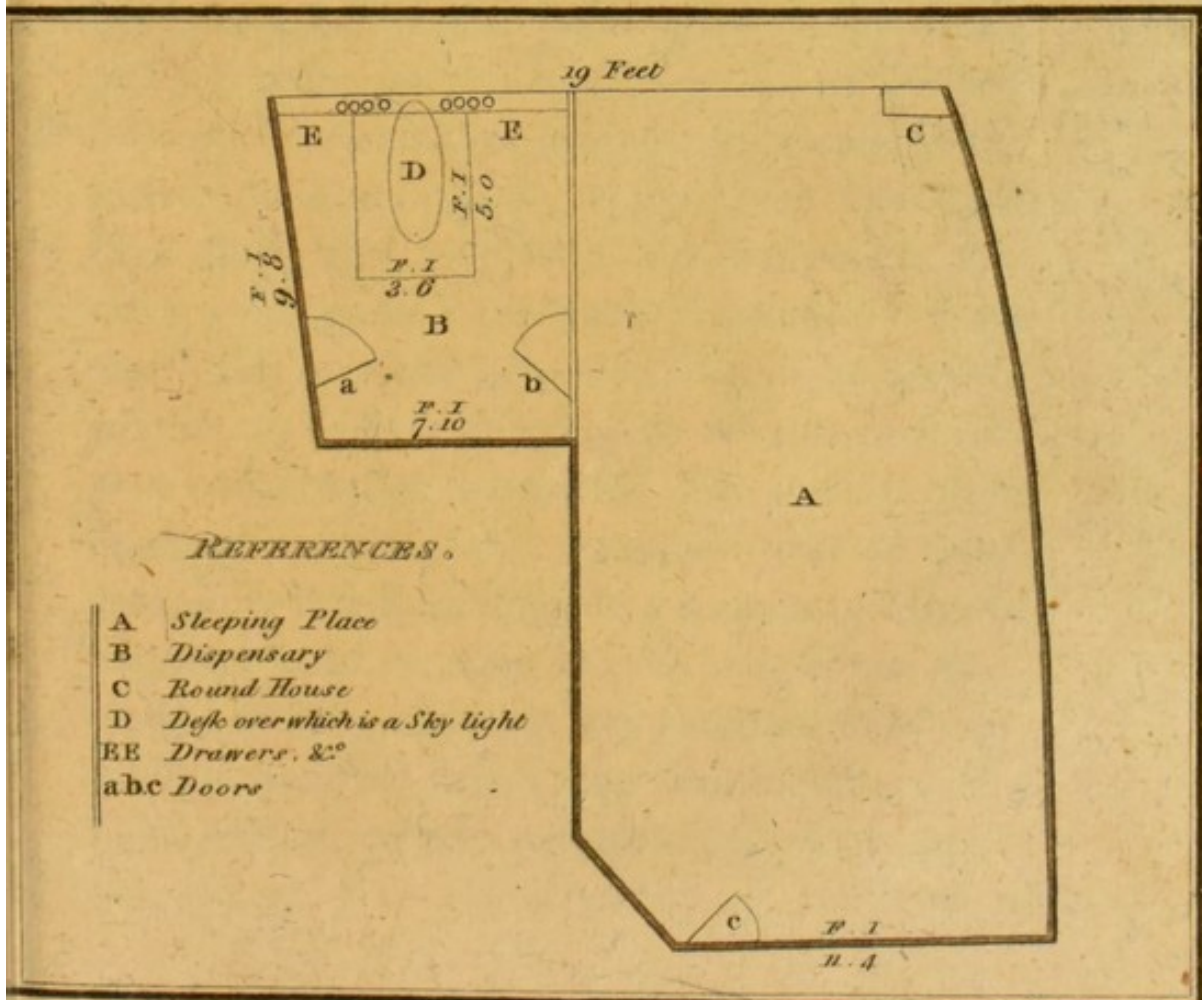 19 Feet
E
D
E
C
F. I
5.0
F. I
9.8
F. I
3.6
B
a
b
F. I
7.10
A
REFERENCES.
A Sleeping Place
B Dispensary
C Round House
D Desk over which is a Sky light
EE Drawers, &c.
abc Doors
c
F. I
11.4